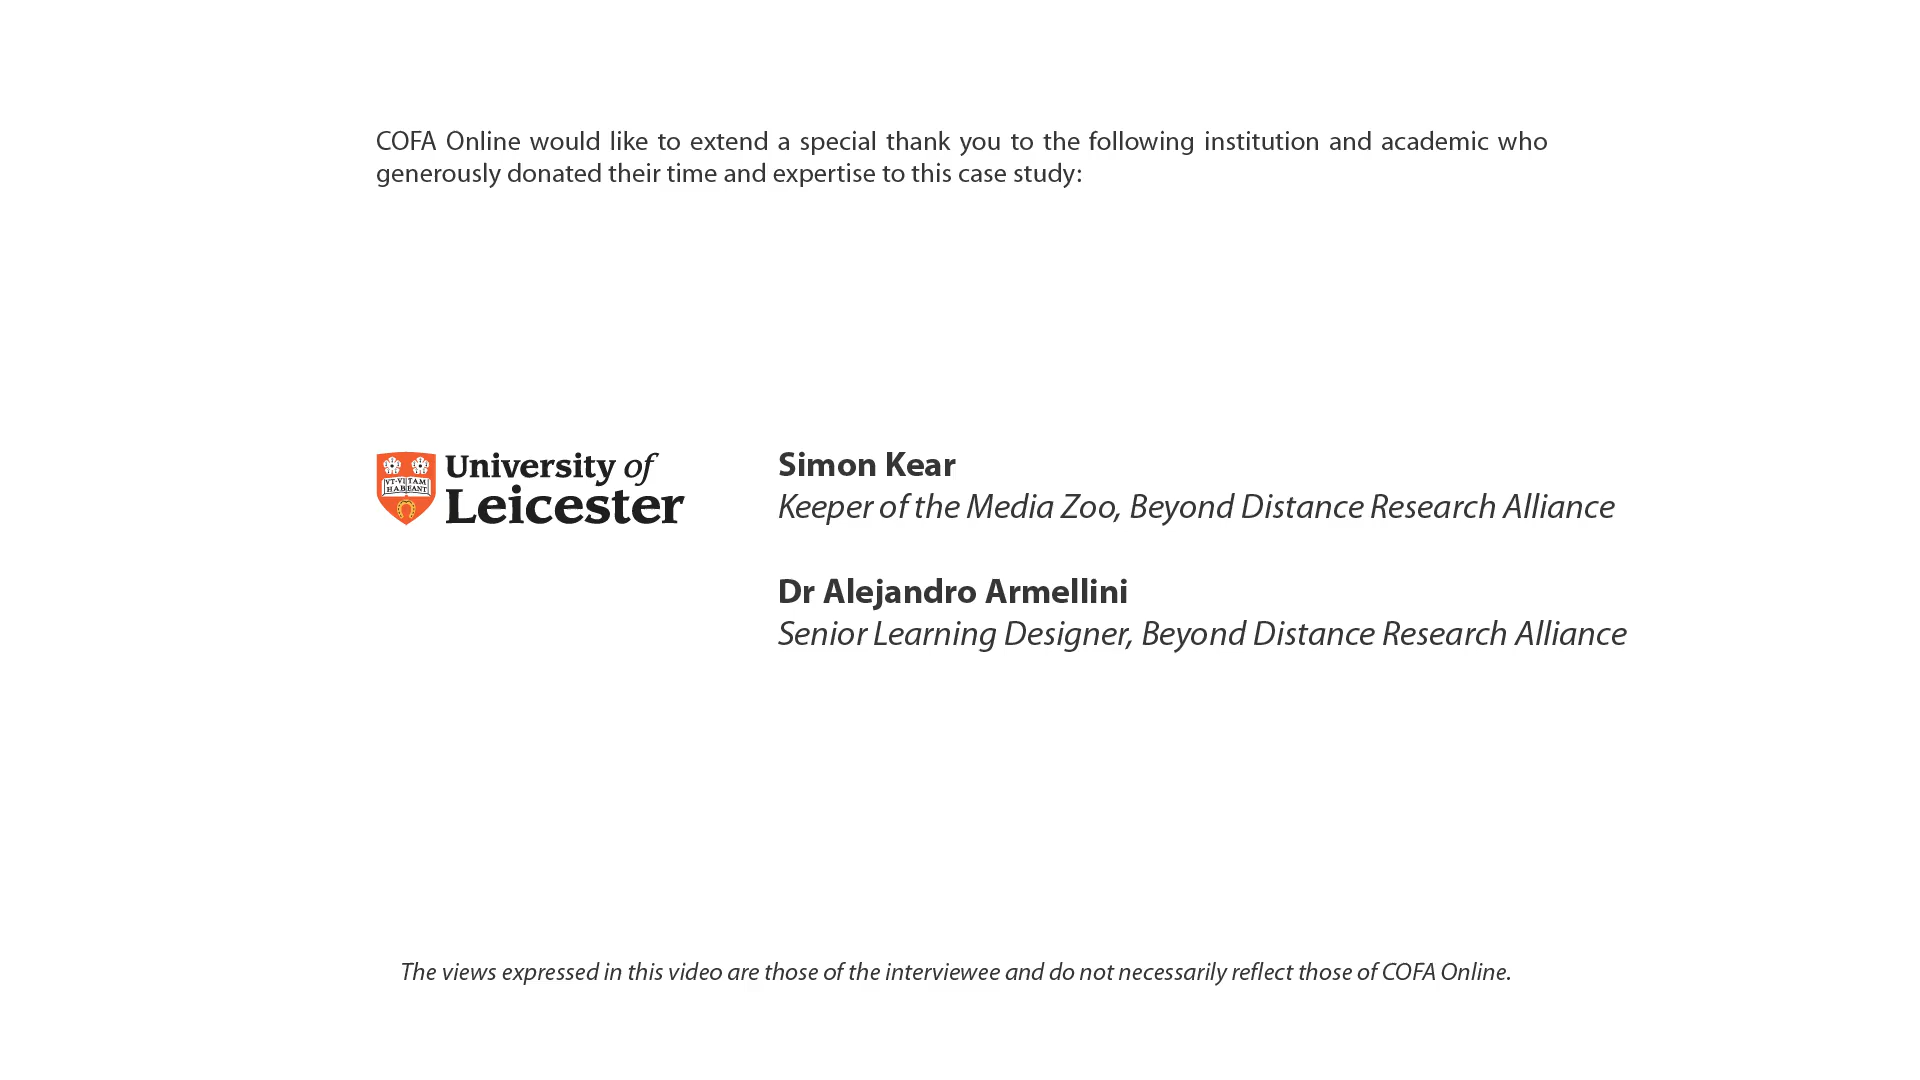 COFA Online would like to extend a special thank you to the following institution and academic who
generously donated their time and expertise to this case study:
VT·VITAM
HABEANT
University of
Leicester
Simon Kear
Keeper of the Media Zoo, Beyond Distance Research Alliance
Dr Alejandro Armellini
Senior Learning Designer, Beyond Distance Research Alliance
The views expressed in this video are those of the interviewee and do not necessarily reflect those of COFA Online.